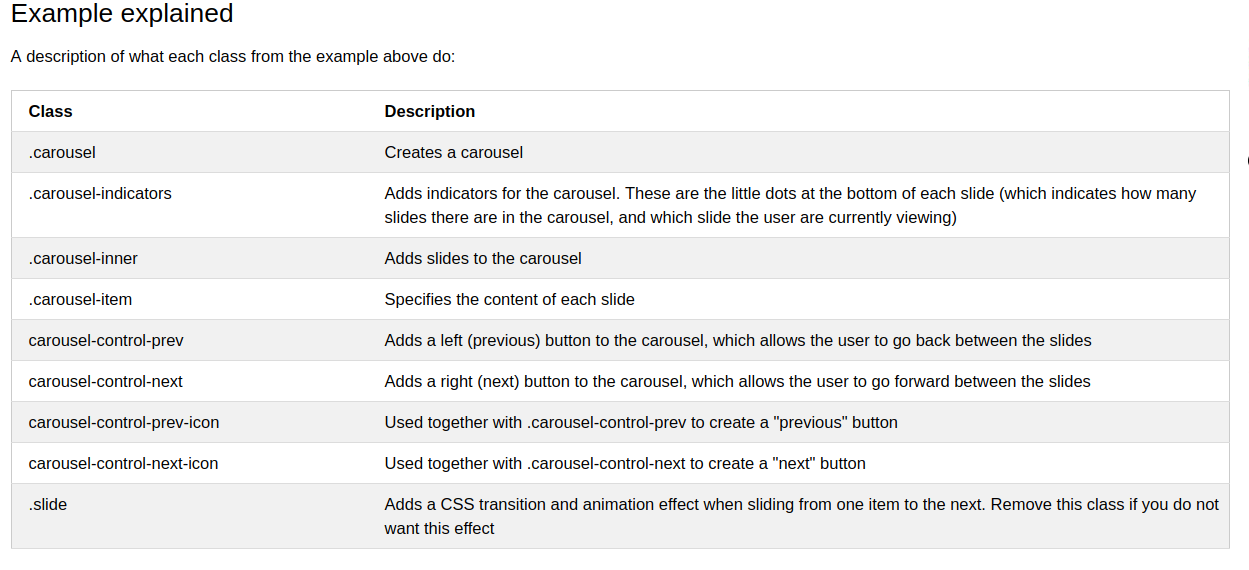 Example explained
A description of what each class from the example above do:
Class Description
.carousel Creates a carousel
.carousel-indicators Adds indicators for the carousel. These are the little dots at the bottom of each slide (which indicates how many
slides there are in the carousel, and which slide the user are currently viewing)
.carousel-inner Adds slides to the carousel
.carousel-item Specifies the content of each slide
carousel-control-prev Adds a left (previous) button to the carousel, which allows the user to go back between the slides
carousel-control-next Adds a right (next) button to the carousel, which allows the user to go forward between the slides
carousel-control-prev-icon Used together with .carousel-control-prev to create a "previous" button
carousel-control-next-icon Used together with .carousel-control-next to create a "next" button
.slide Adds a CSS transition and animation effect when sliding from one item to the next. Remove this class if you do not
want this effect